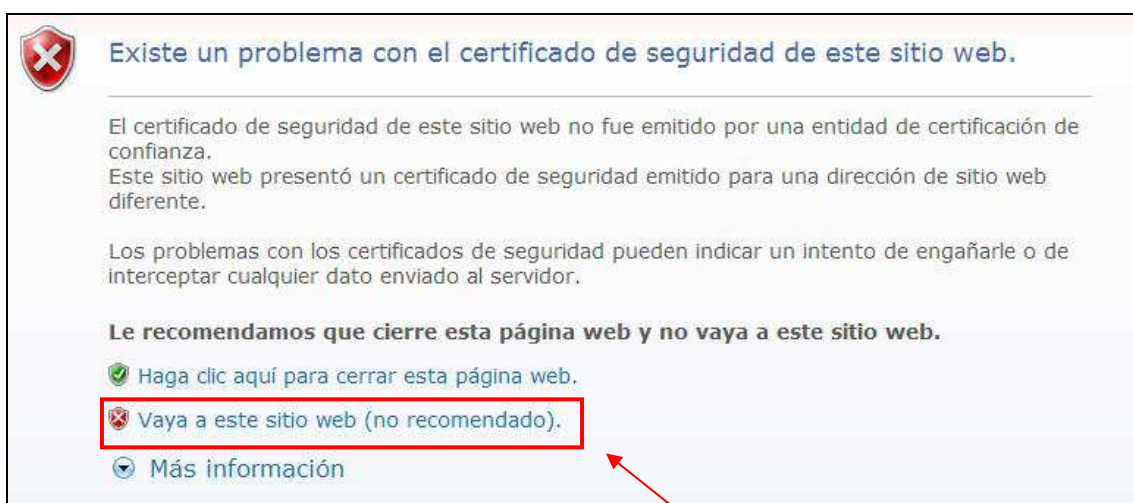 Existe un problema con el certificado de seguridad de este sitio web.
El certificado de seguridad de este sitio web no fue emitido por una entidad de certificación de
confianza.
Este sitio web presentó un certificado de seguridad emitido para una dirección de sitio web
diferente.
Los problemas con los certificados de seguridad pueden indicar un intento de engañarle o de
interceptar cualquier dato enviado al servidor.
Le recomendamos que cierre esta página web y no vaya a este sitio web.
Haga clic aquí para cerrar esta página web.
Vaya a este sitio web (no recomendado).
Más información